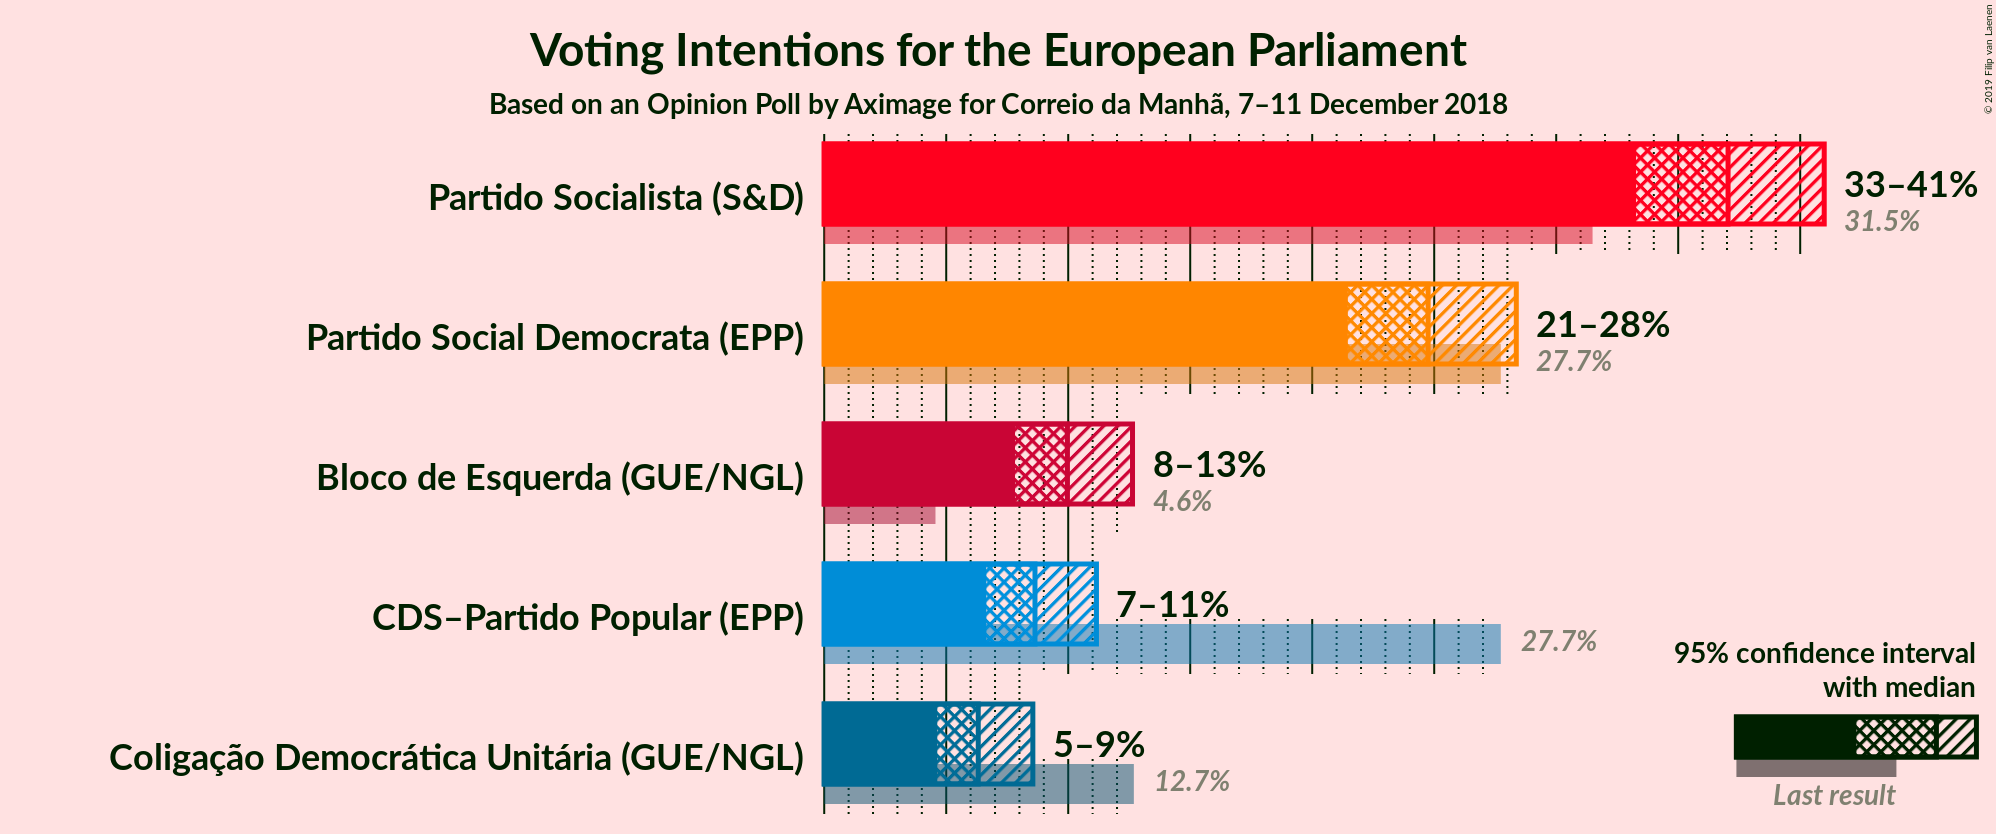 Voting Intentions for the European Parliament
Based on an Opinion Poll by Aximage for Correio da Manhã, 7–11 December 2018
© 2019 Filip van Laenen
Partido Socialista (S&D)
33–41%
31.5%
Partido Social Democrata (EPP)
21–28%
27.7%
Bloco de Esquerda (GUE/NGL)
8–13%
4.6%
CDS–Partido Popular (EPP)
7–11%
27.7%
Coligação Democrática Unitária (GUE/NGL)
5–9%
12.7%
95% confidence interval
with median
Last result